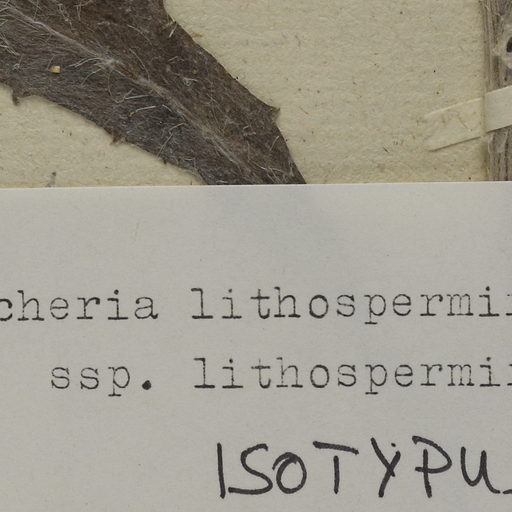 cheria lithospermi
ssp. lithospermi
ISOTYPU